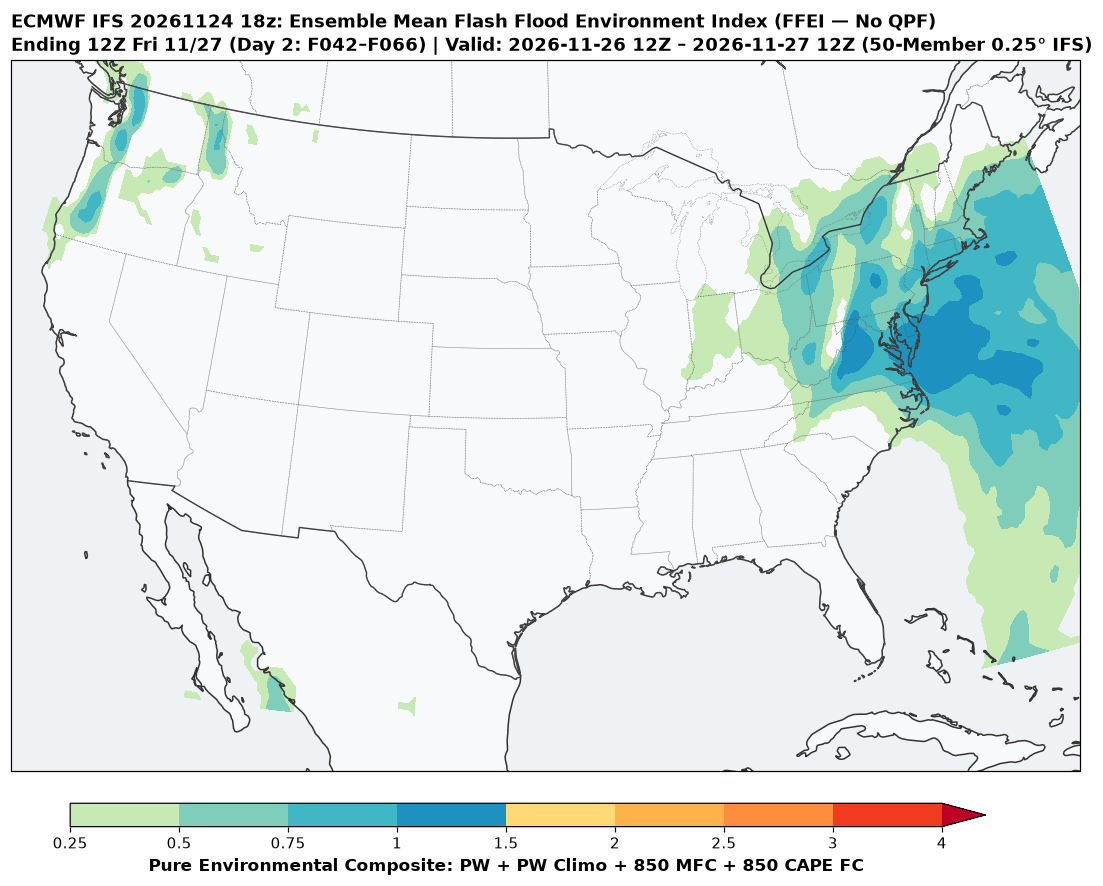 ECMWF IFS 20261124 18z: Ensemble Mean Flash Flood Environment Index (FFEI — No QPF)
Ending 12Z Fri 11/27 (Day 2: F042–F066) | Valid: 2026-11-26 12Z – 2026-11-27 12Z (50-Member 0.25° IFS)
0.25 0.5 0.75 1 1.5 2 2.5 3 4
Pure Environmental Composite: PW + PW Climo + 850 MFC + 850 CAPE FC